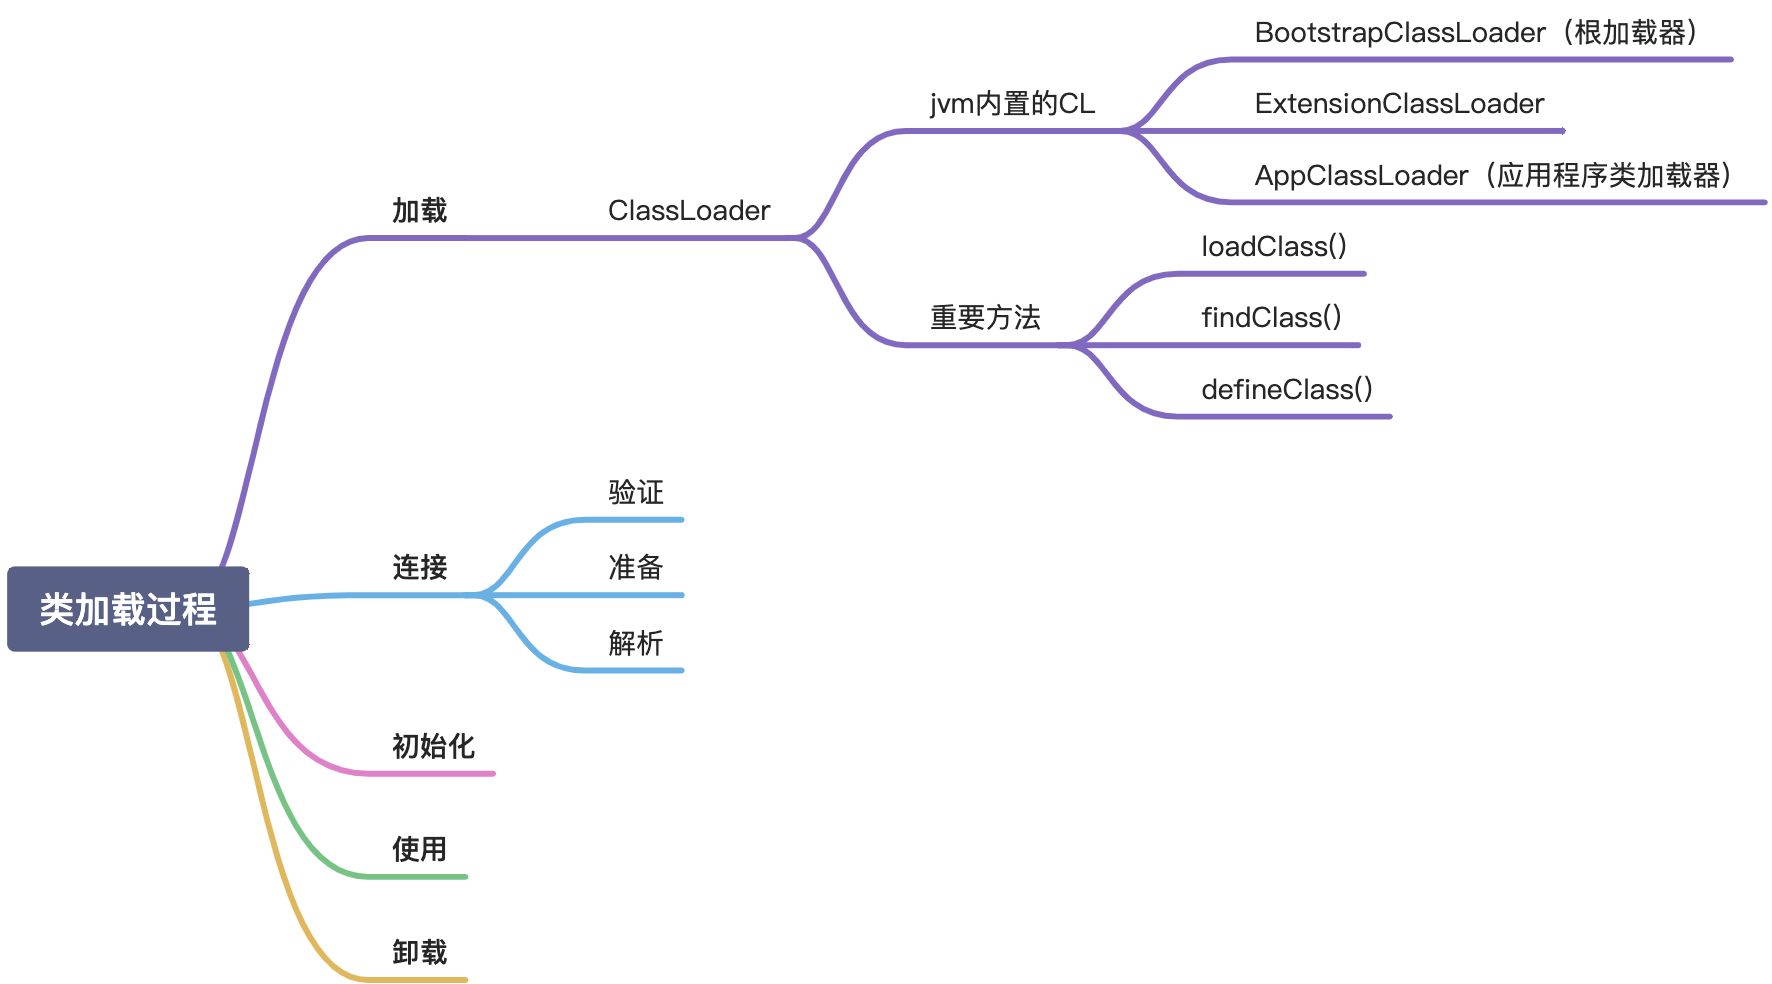 类加载过程
加载
ClassLoader
jvm内置的CL
BootstrapClassLoader（根加载器）
ExtensionClassLoader
AppClassLoader（应用程序类加载器）
重要方法
loadClass()
findClass()
defineClass()
连接
验证
准备
解析
初始化
使用
卸载